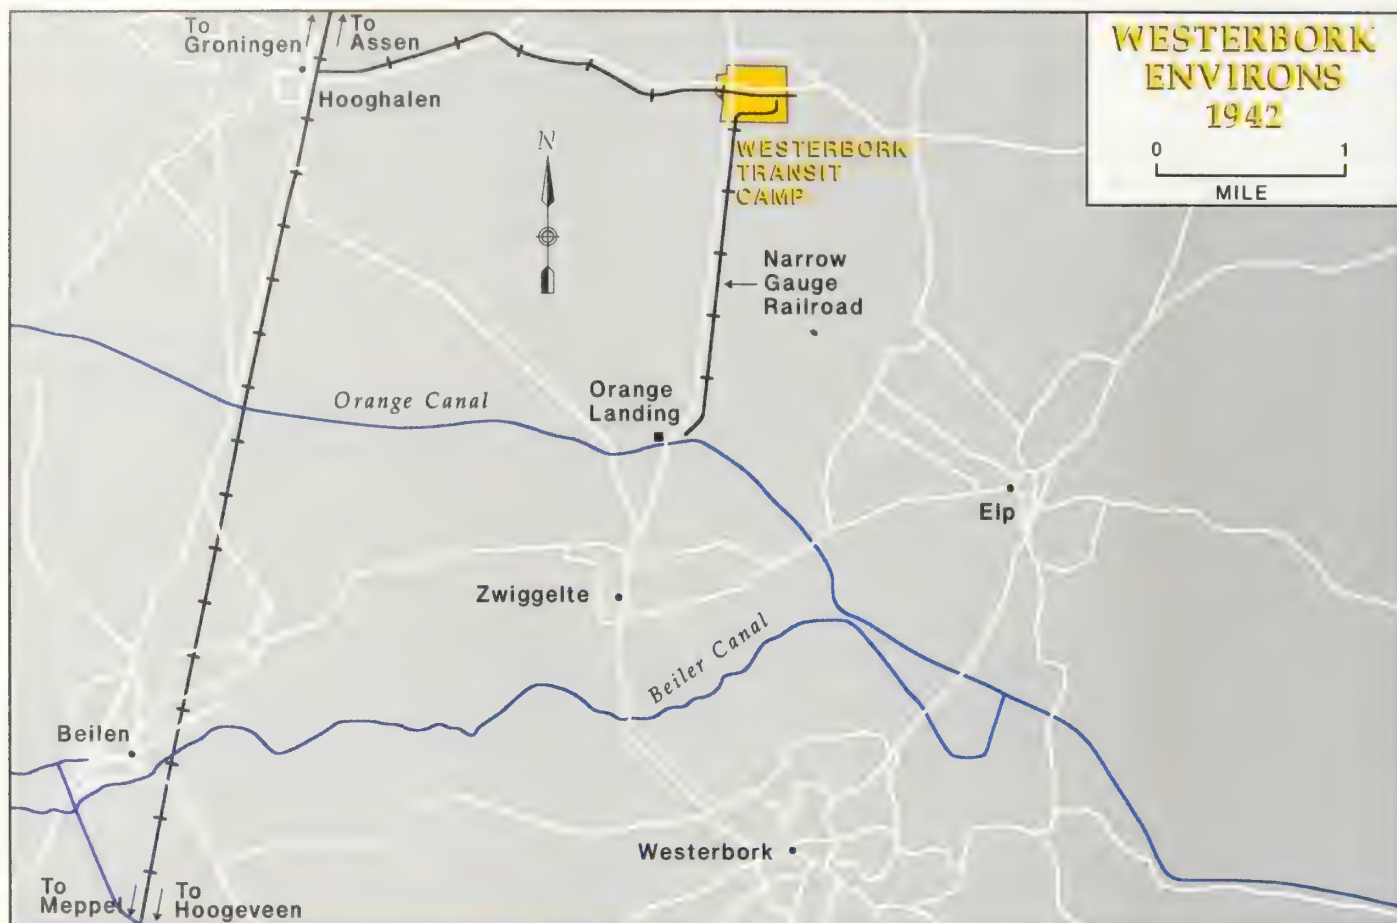 To
Groningen
To
Assen
Hooghalen
N
WESTERBORK
ENVIRONS
1942
0 1
MILE
WESTERBORK
TRANSIT
CAMP
Narrow
Gauge
Railroad
Orange Canal
Orange
Landing
Elp
Zwiggelte
Beiler Canal
Beilen
Westerbork
To
Meppel
To
Hoogeveen